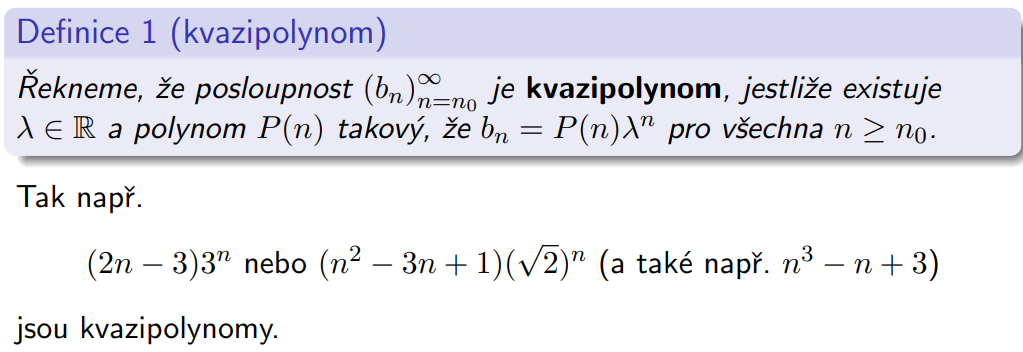 Definice 1 (kvazipolynom)
Řekneme, že posloupnost $(b_n)_{n=n_0}^{\infty}$ je kvazipolynom, jestliže existuje
$\lambda \in \mathbb{R}$ a polynom $P(n)$ takový, že $b_n = P(n)\lambda^n$ pro všechna $n \geq n_0$.
Tak např.
$(2n - 3)3^n$ nebo $(n^2 - 3n + 1)(\sqrt{2})^n$ (a také např. $n^3 - n + 3$)
jsou kvazipolynomy.